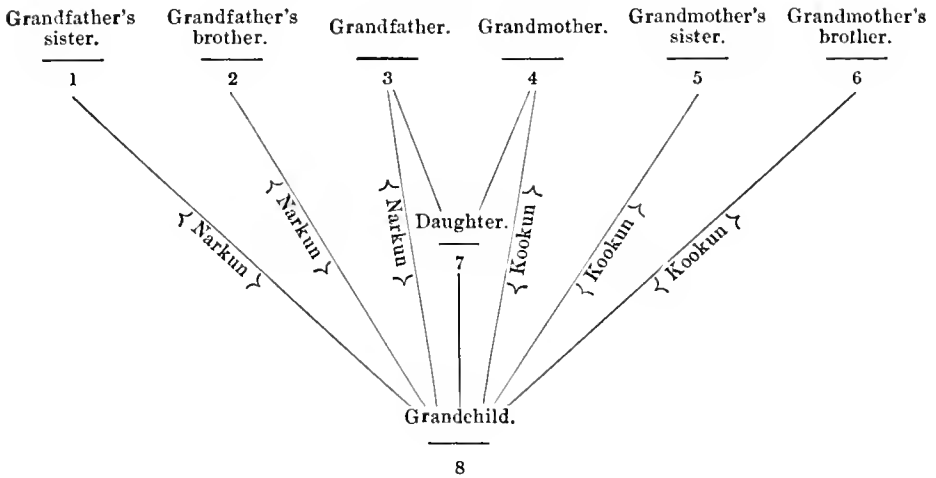 Grandfather's sister.
Grandfather's brother.
Grandfather.
Grandmother.
Grandmother's sister.
Grandmother's brother.
1 2 3 4 5 6
Narkun
Narkun
Narkun
Kookun
Kookun
Kookun
Daughter.
7
Grandchild.
8